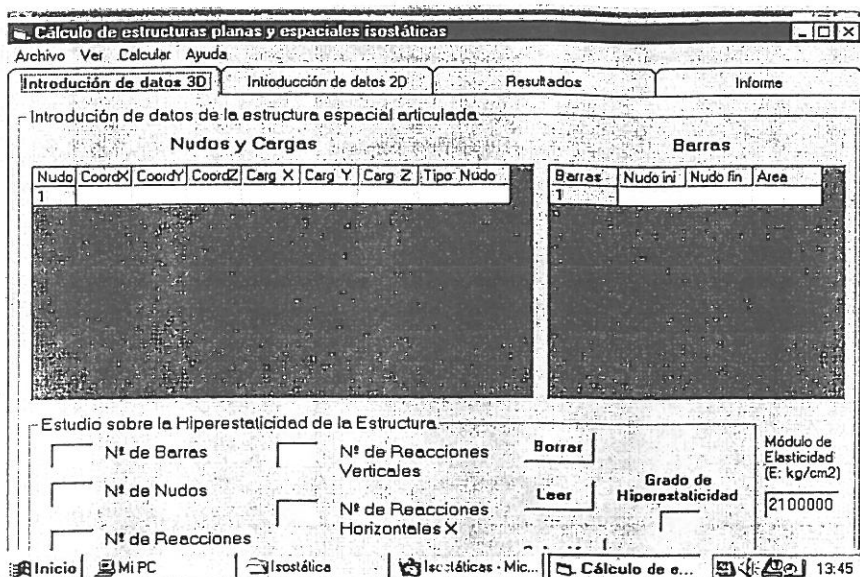 Cálculo de estructuras planas y espaciales isostáticas
Archivo Ver Calcular Ayuda
Introdución de datos 3D Introducción de datos 2D Resultados Informe
Introdución de datos de la estructura espacial articulada
Nudos y Cargas Barras
Nudo CoordX CoordY CoordZ Carg X Carg Y Carg Z Tipo Nudo Barras Nudo ini Nudo fin Area
1 1
Estudio sobre la Hiperestaticidad de la Estructura
Nº de Barras
Nº de Reacciones
Verticales
Borrar
Módulo de
Elasticidad
(E: kg/cm2)
Nº de Nudos
Leer
Grado de
Hiperestaticidad
2100000
Nº de Reacciones
Horizontales X
Nº de Reacciones
Inicio Mi PC Isostática Isostáticas - Mic... Cálculo de e... 13:45